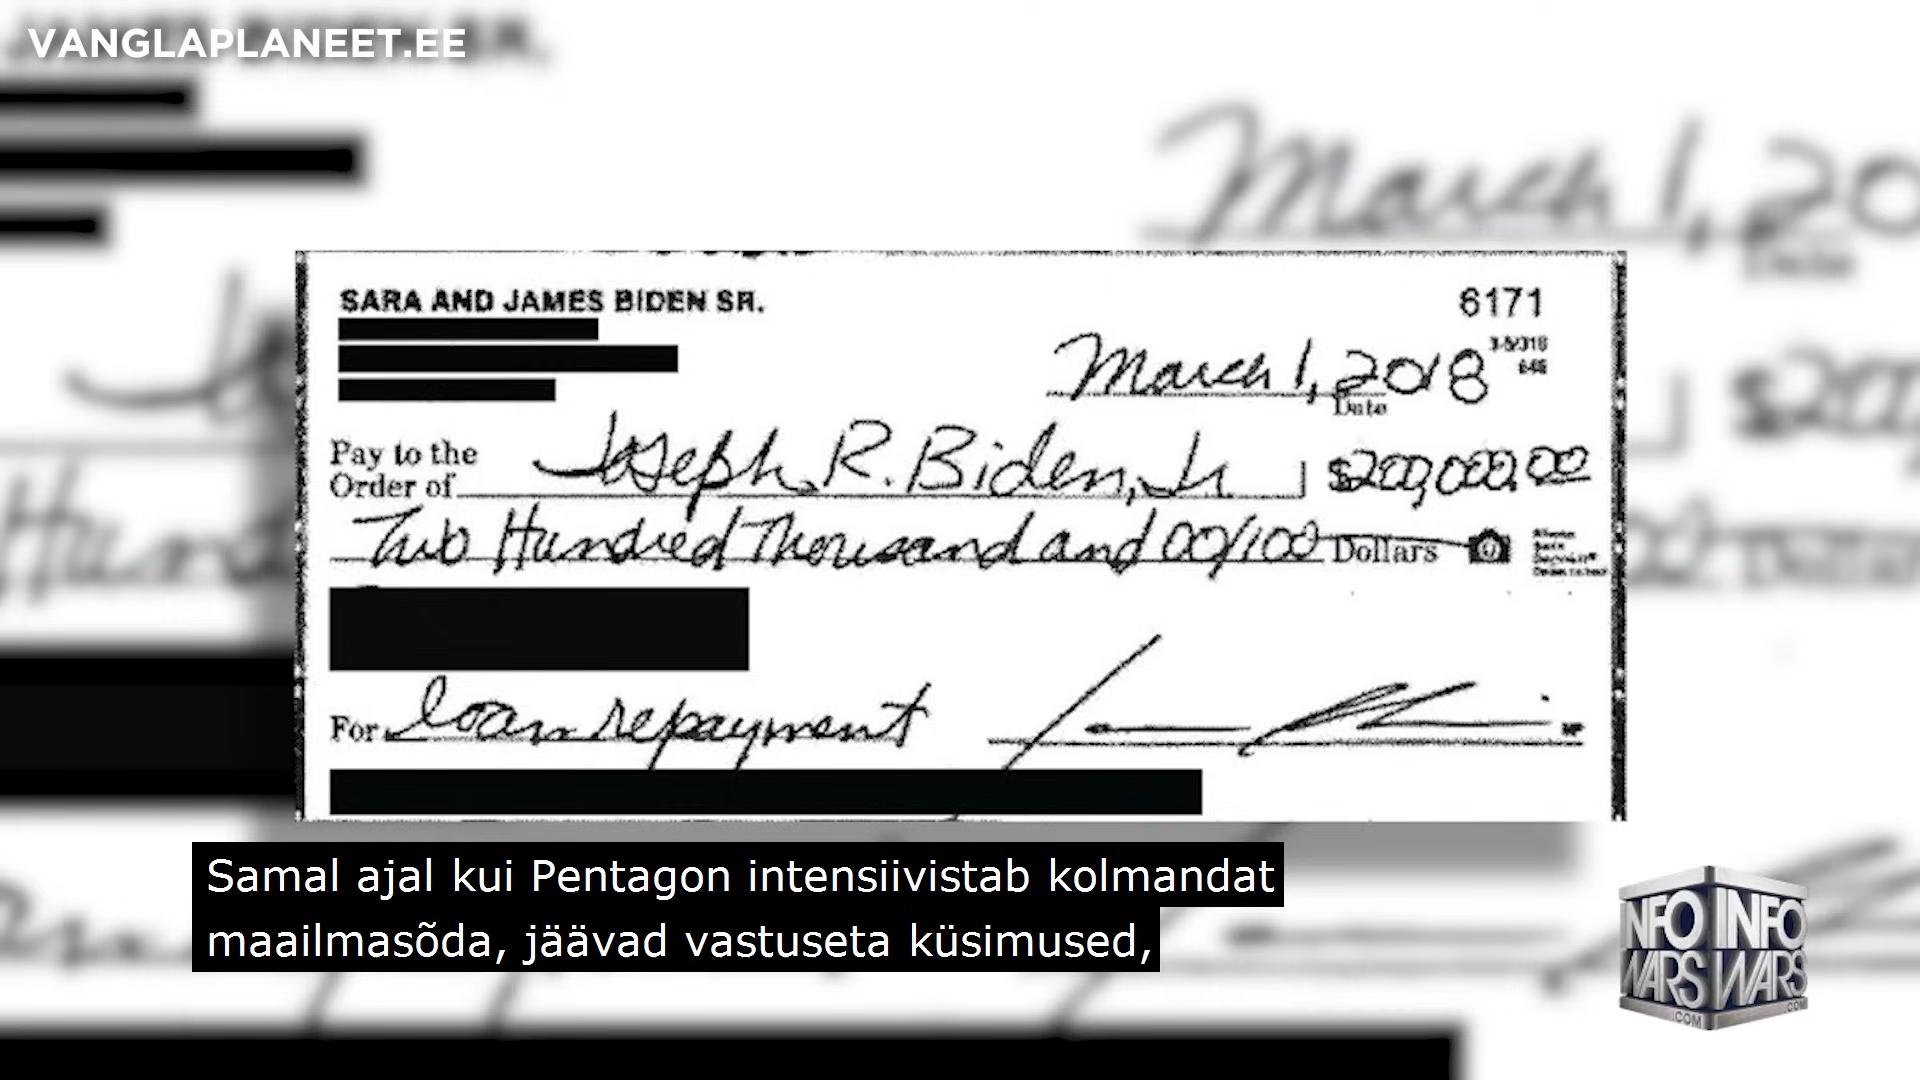 VANGLAPLANEET.EE
SARA AND JAMES BIDEN SR.
6171
March 1, 2018
Date
Pay to the
Order of
Joseph R. Biden, Jr
$200,000.00
Two Hundred Thousand and 00/100 Dollars
For loan repayment
Samal ajal kui Pentagon intensiivistab kolmandat
maailmasõda, jäävad vastuseta küsimused,
INFO WARS
.COM
INFO WARS
.COM